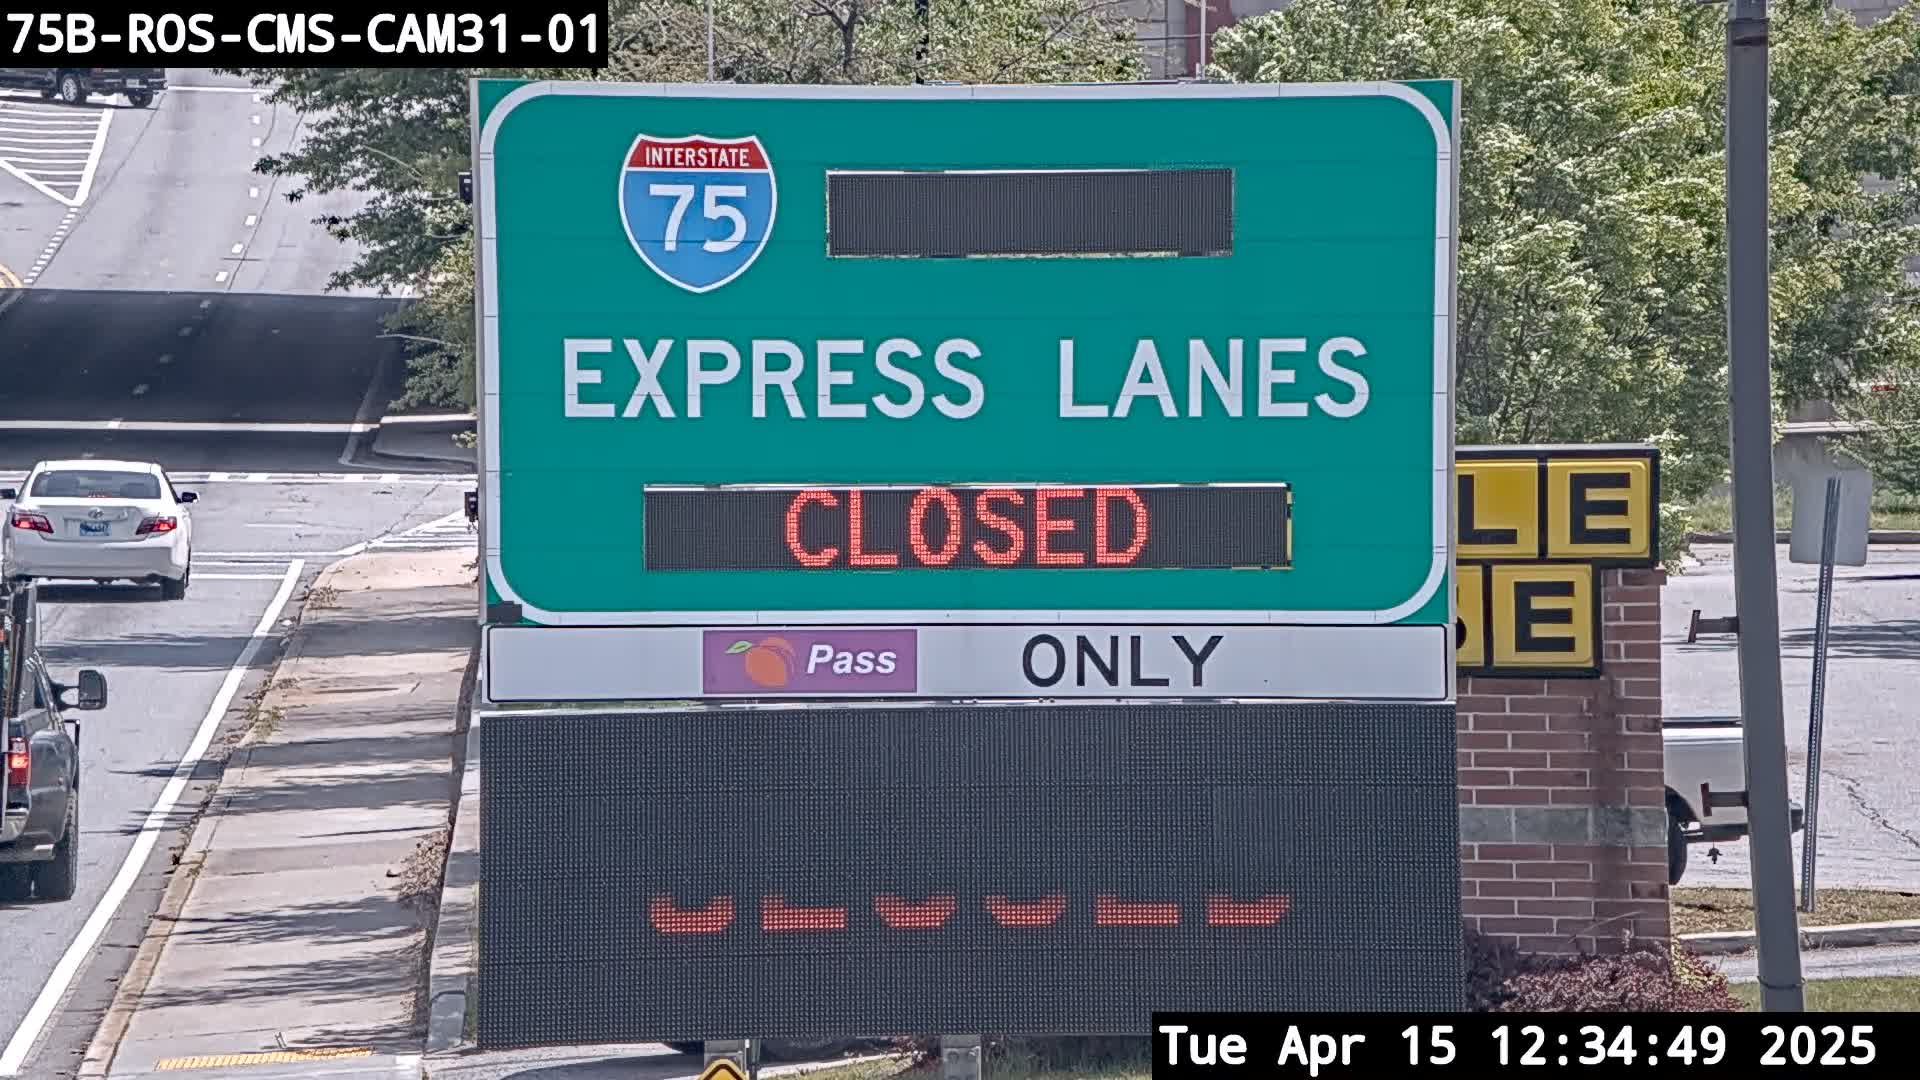 75B-ROS-CMS-CAM31-01
INTERSTATE
75
EXPRESS LANES
CLOSED
Pass ONLY
LE
E
Tue Apr 15 12:34:49 2025